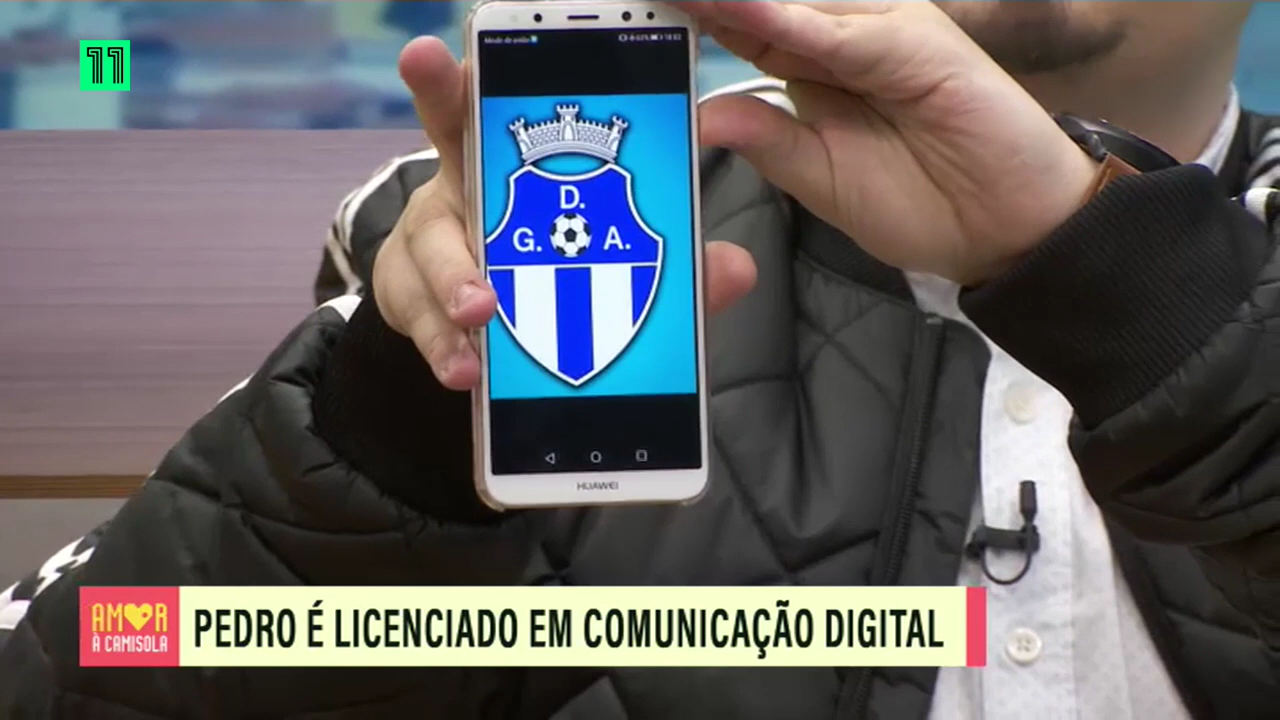 11
D.
G. A.
HUAWEI
AMOR
À CAMISOLA
PEDRO É LICENCIADO EM COMUNICAÇÃO DIGITAL